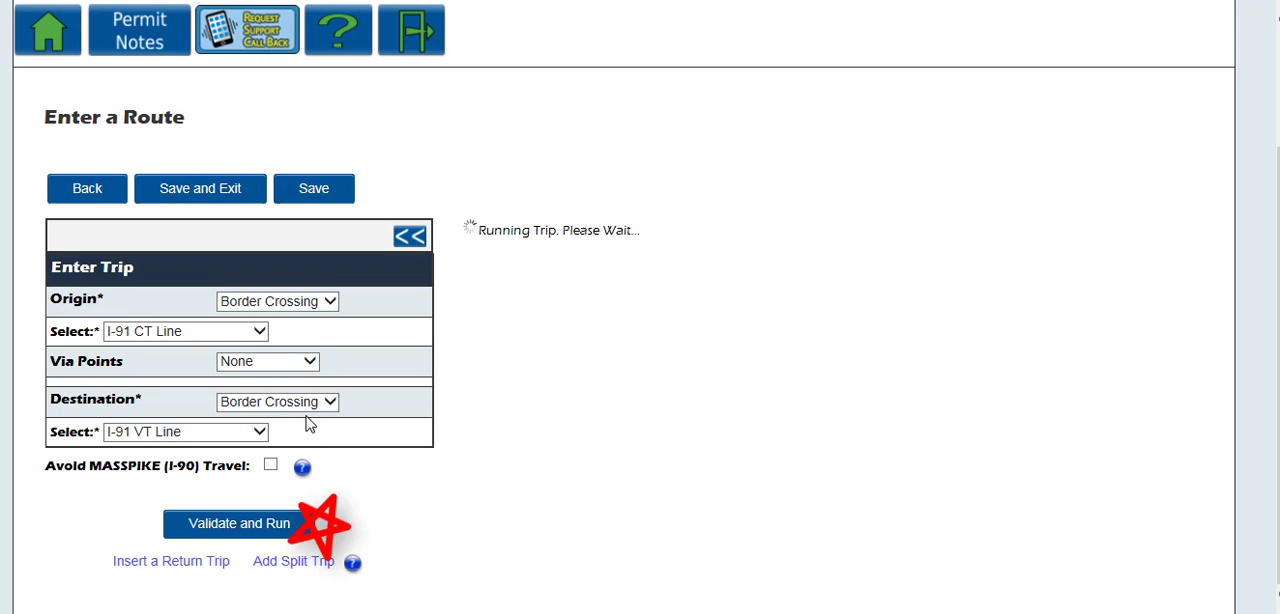 Permit
Notes
REQUEST
SUPPORT
CALL BACK
?
Enter a Route
Back
Save and Exit
Save
<<
Running Trip. Please Wait...
Enter Trip
Origin*
Border Crossing
Select:* I-91 CT Line
Via Points
None
Destination*
Border Crossing
Select:* I-91 VT Line
Avoid MASSPIKE (I-90) Travel:
?
Validate and Run
Insert a Return Trip
Add Split Trip
?